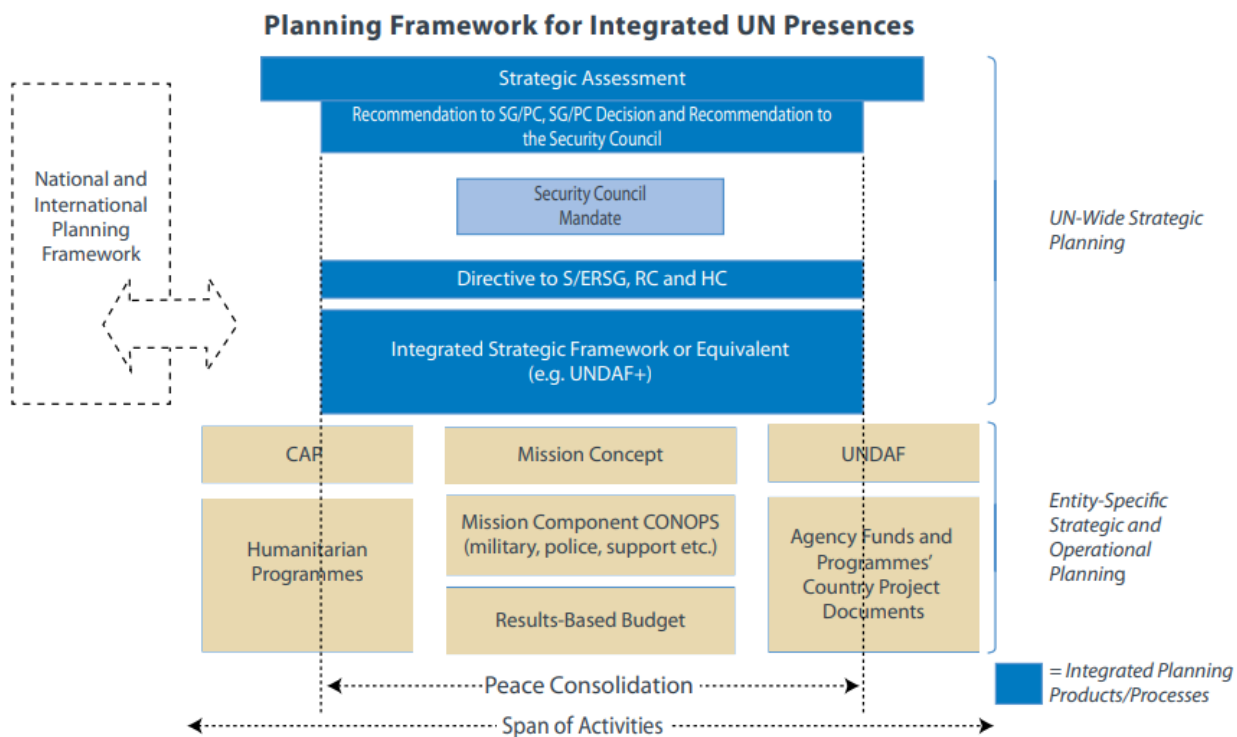 Planning Framework for Integrated UN Presences
Strategic Assessment
Recommendation to SG/PC, SG/PC Decision and Recommendation to
the Security Council
National and
International
Planning
Framework
Security Council
Mandate
UN-Wide Strategic
Planning
Directive to S/ERSG, RC and HC
Integrated Strategic Framework or Equivalent
(e.g. UNDAF+)
CAP
Mission Concept
UNDAF
Humanitarian
Programmes
Mission Component CONOPS
(military, police, support etc.)
Results-Based Budget
Agency Funds and
Programmes’
Country Project
Documents
Entity-Specific
Strategic and
Operational
Planning
Peace Consolidation
Span of Activities
= Integrated Planning
Products/Processes